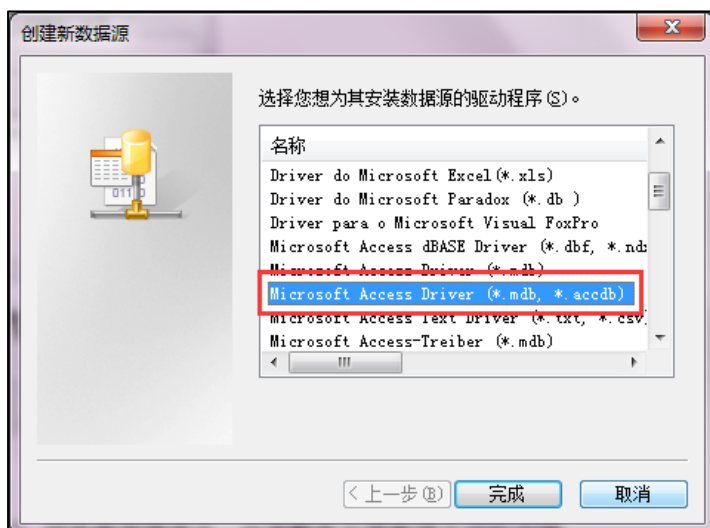 创建新数据源
选择您想为其安装数据源的驱动程序(S)。
名称
Driver do Microsoft Excel(*.xls)
Driver do Microsoft Paradox (*.db )
Driver para o Microsoft Visual FoxPro
Microsoft Access dBASE Driver (*.dbf, *.ndx
Microsoft Access Driver (*.mdb)
Microsoft Access Driver (*.mdb, *.accdb)
Microsoft Access Text Driver (*.txt, *.csv)
Microsoft Access-Treiber (*.mdb)
< 上一步(B)
完成
取消